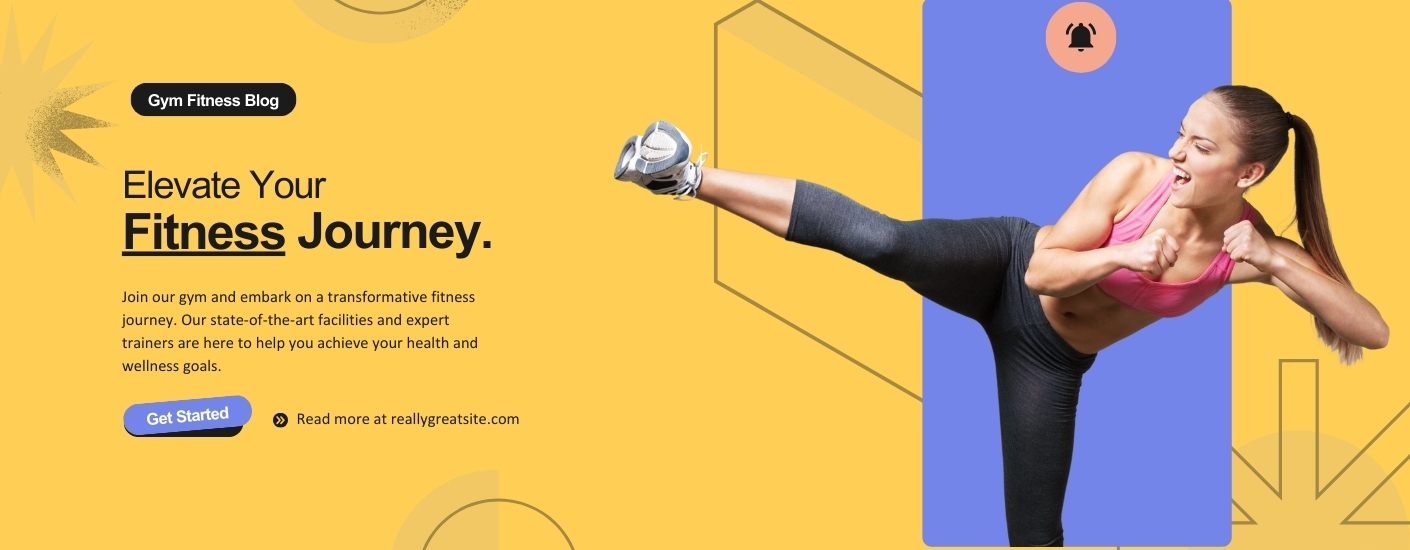 Gym Fitness Blog
Elevate Your
Fitness Journey.
Join our gym and embark on a transformative fitness
journey. Our state-of-the-art facilities and expert
trainers are here to help you achieve your health and
wellness goals.
Get Started
Read more at reallygreatsite.com